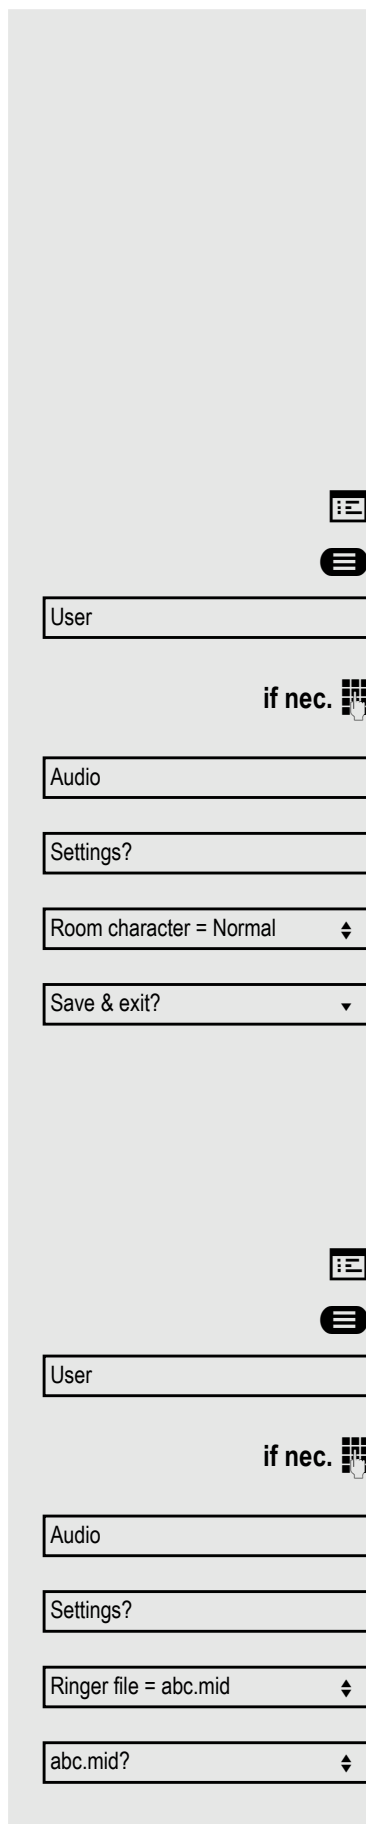 User
if nec.
Audio
Settings?
Room character = Normal
Save & exit?
User
if nec.
Audio
Settings?
Ringer file = abc.mid
abc.mid?